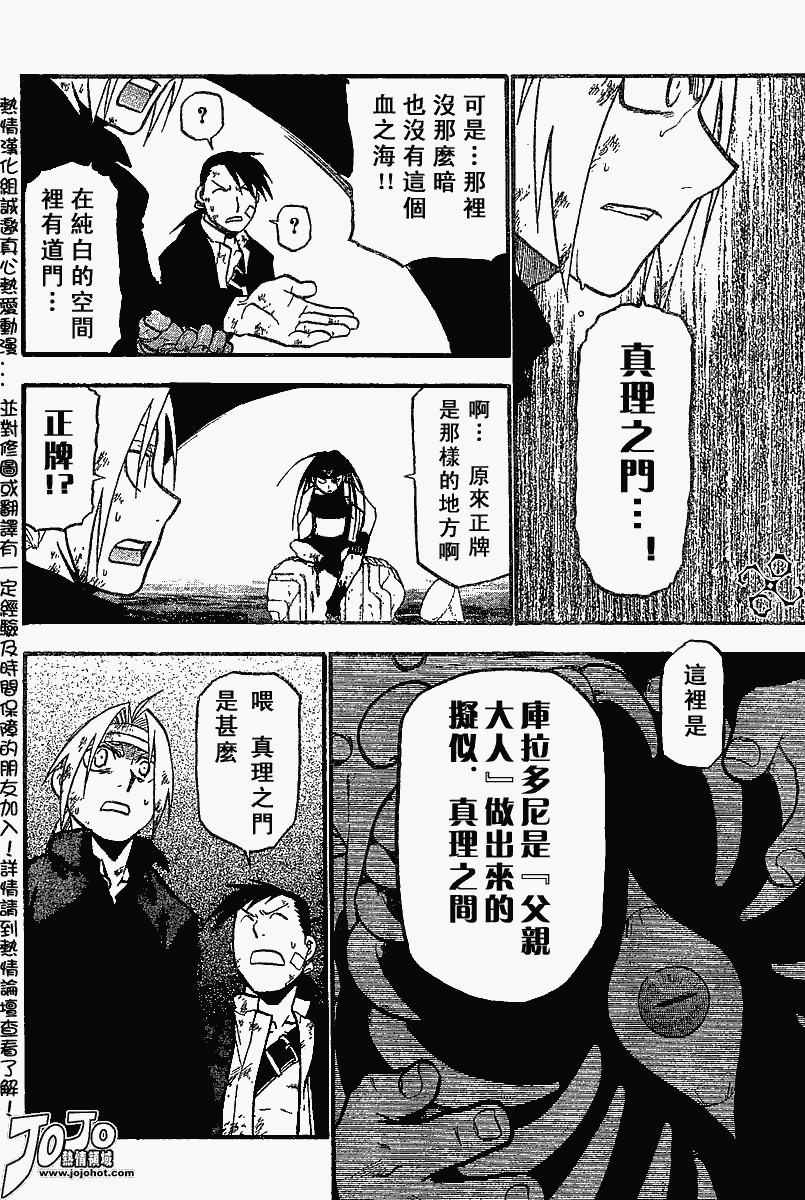 真理之門…！
可是…那裡
沒那麼暗
也沒有這個
血之海!!
？
？
在純白的空間
裡有道門…
啊… 原來正牌
是那樣的地方啊
正牌!?
這裡是
庫拉多尼是『父親
大人』做出來的
擬似．真理之間
喂 真理之門
是甚麼
熱情漢化組誠邀真心熱愛動漫… 並對修圖或翻譯有一定經驗及時間保障的朋友加入！詳情請到熱情論壇查看了解！
JOJO
熱情領域
www.jojohot.com